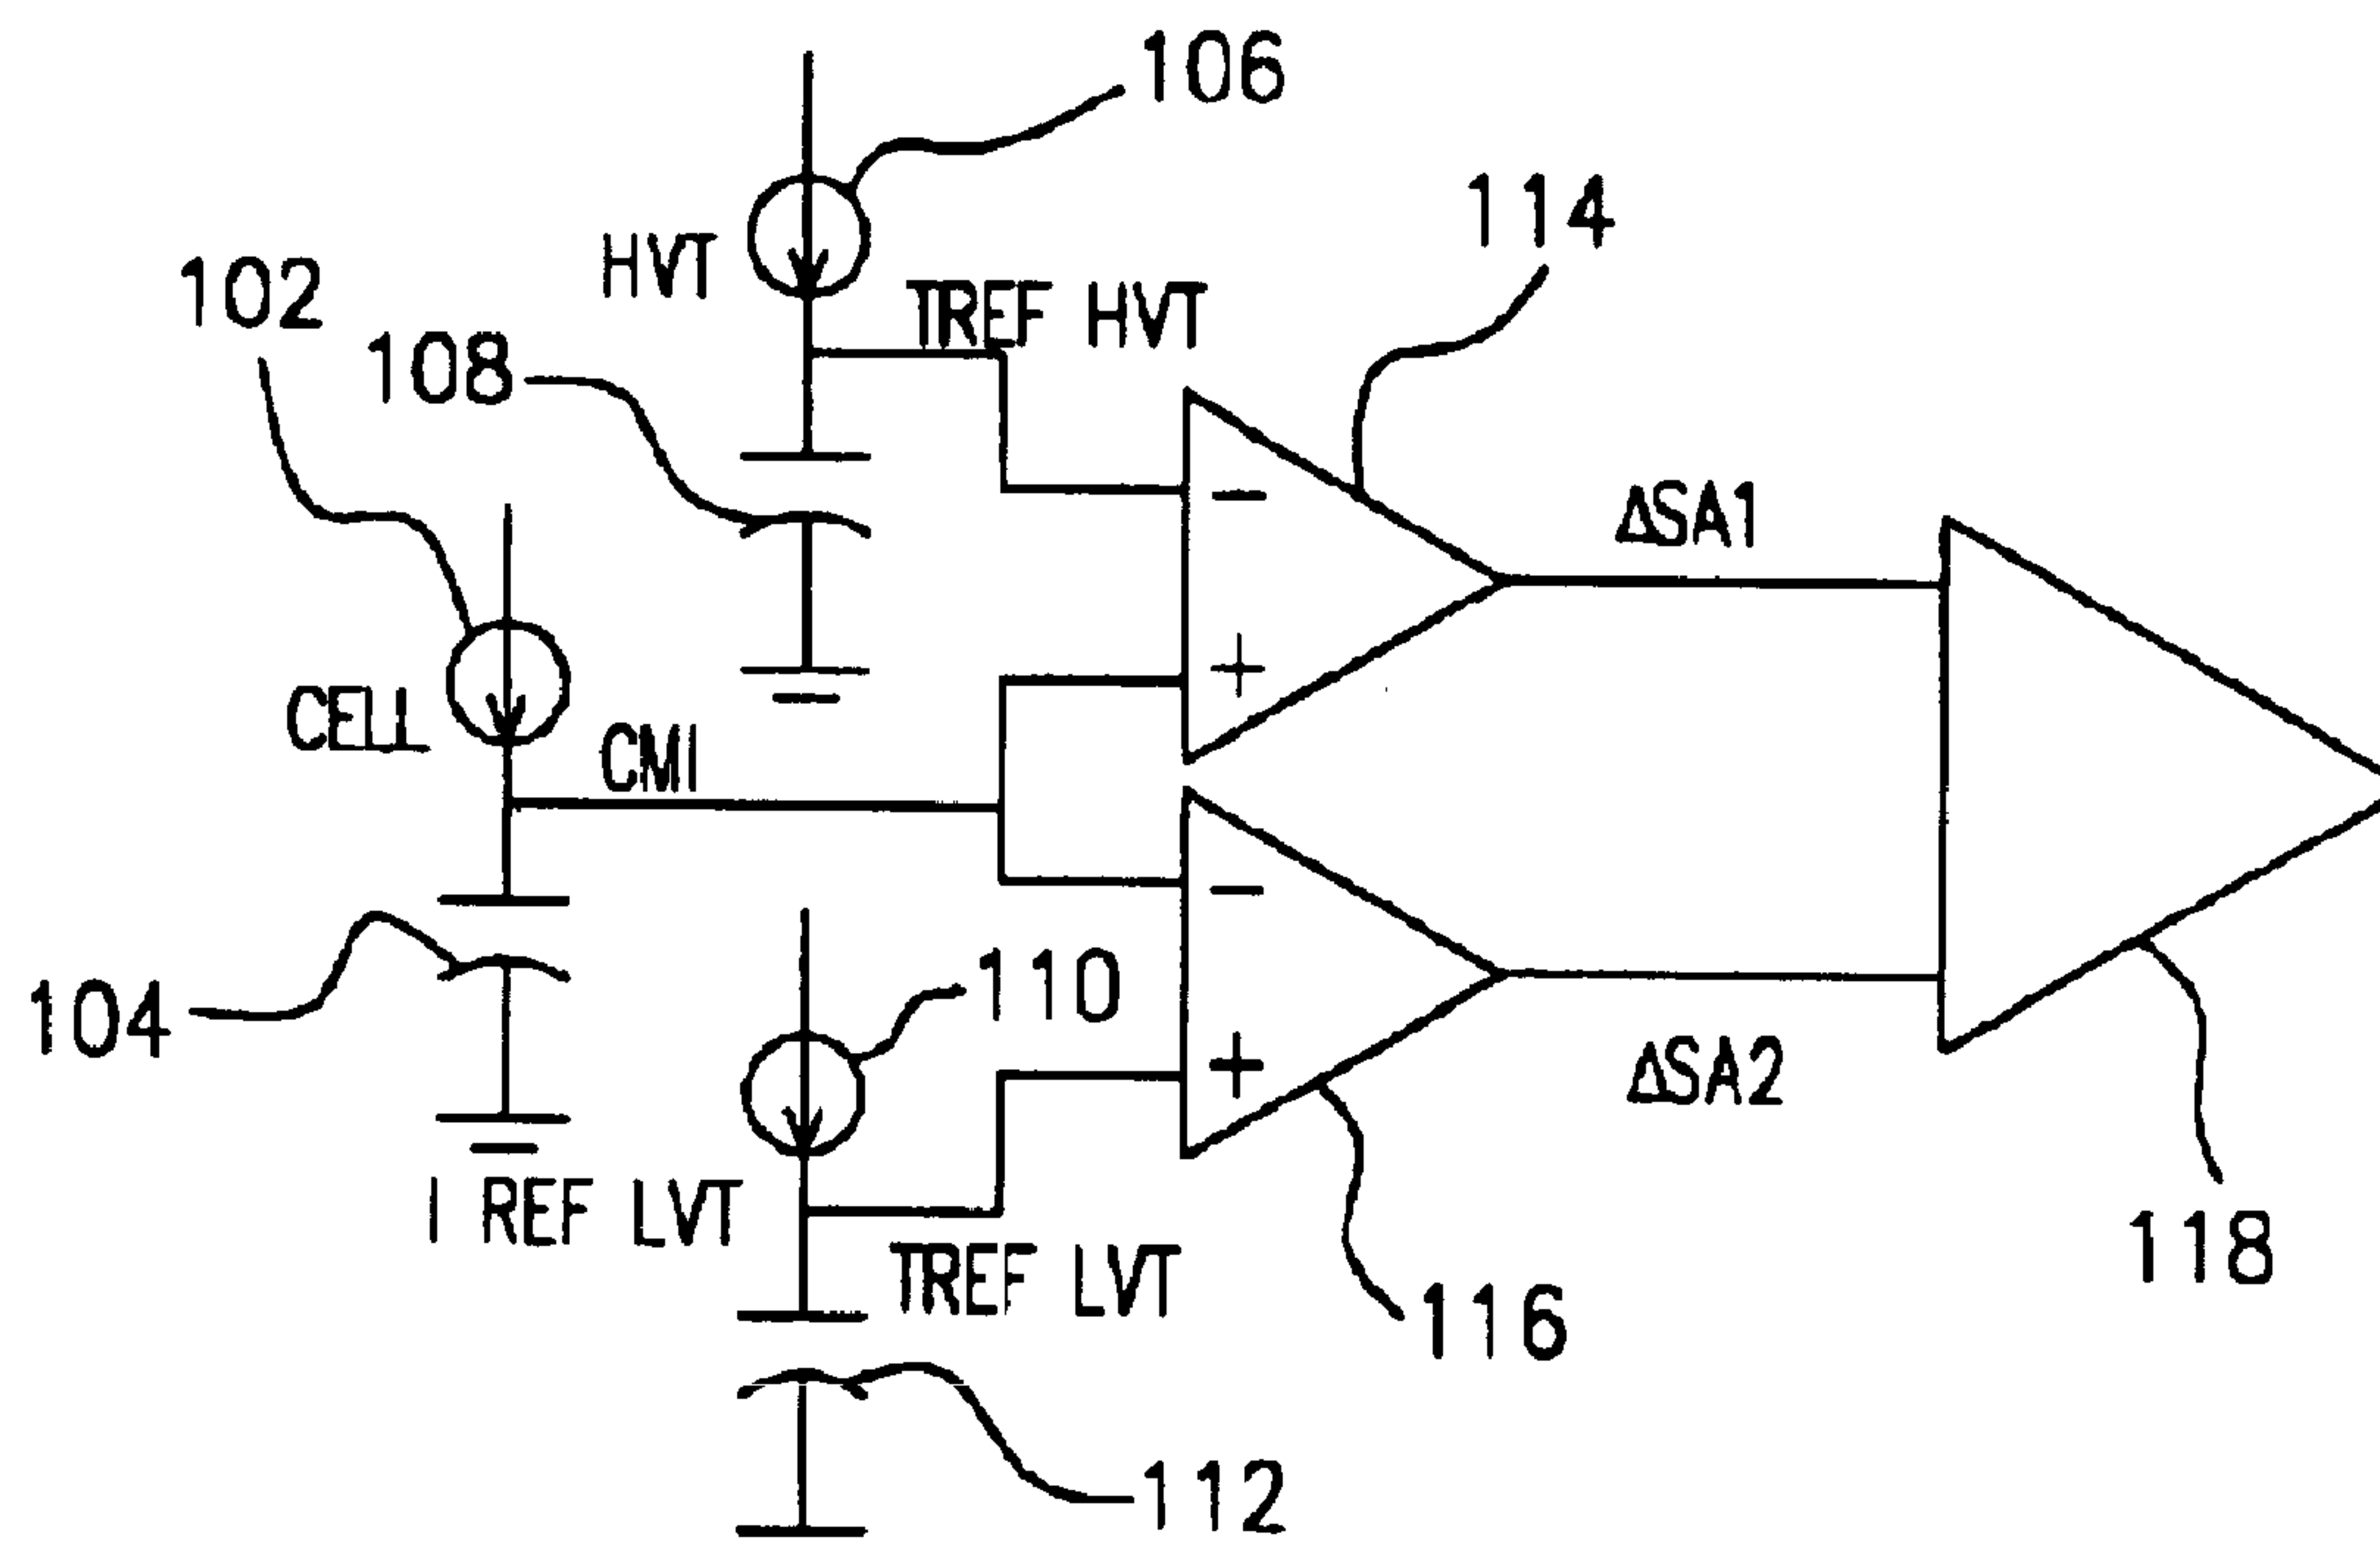 106
114
HVT
102
TREF HVT
108
−
ΔSA1
+
CELL
CMI
−
110
104
+
ΔSA2
I REF LVT
118
TREF LVT
116
112